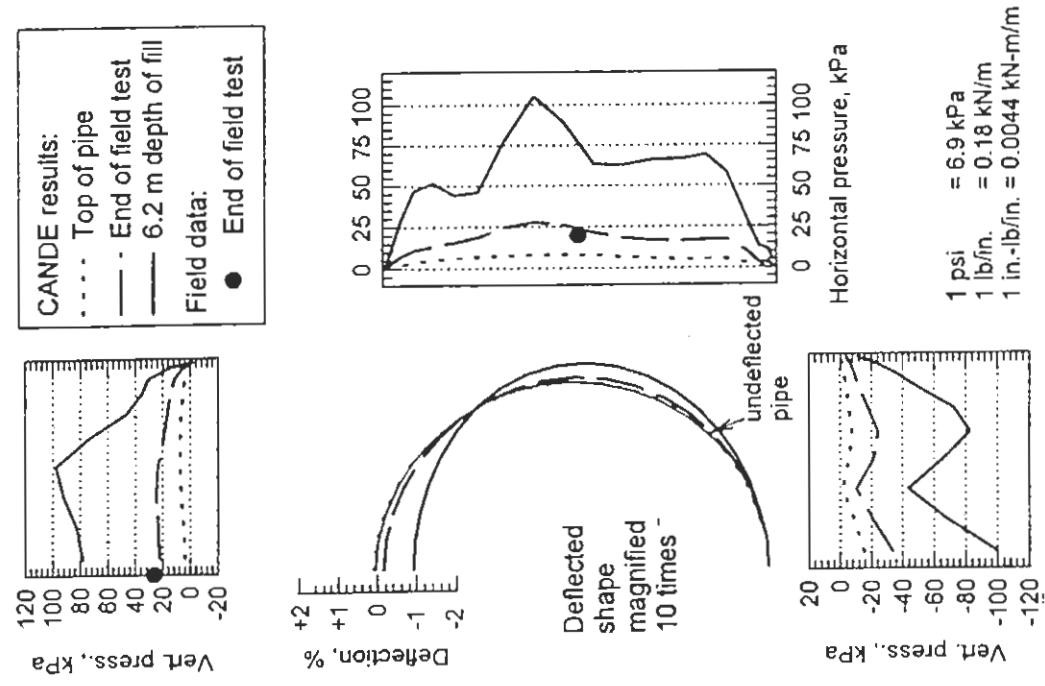 CANDE results:
Top of pipe
End of field test
6.2 m depth of fill
Field data:
End of field test
120
100
80
60
40
20
0
-20
Vert. press., kPa
+2
+1
0
-1
-2
Deflection, %
Deflected
shape
magnified
10 times
undeflected
pipe
0 25 50 75 100
0 25 50 75 100
Horizontal pressure, kPa
20
0
-20
-40
-60
-80
-100
-120
Vert. press., kPa
1 psi = 6.9 kPa
1 lb/in. = 0.18 kN/m
1 in.-lb/in. = 0.0044 kN-m/m